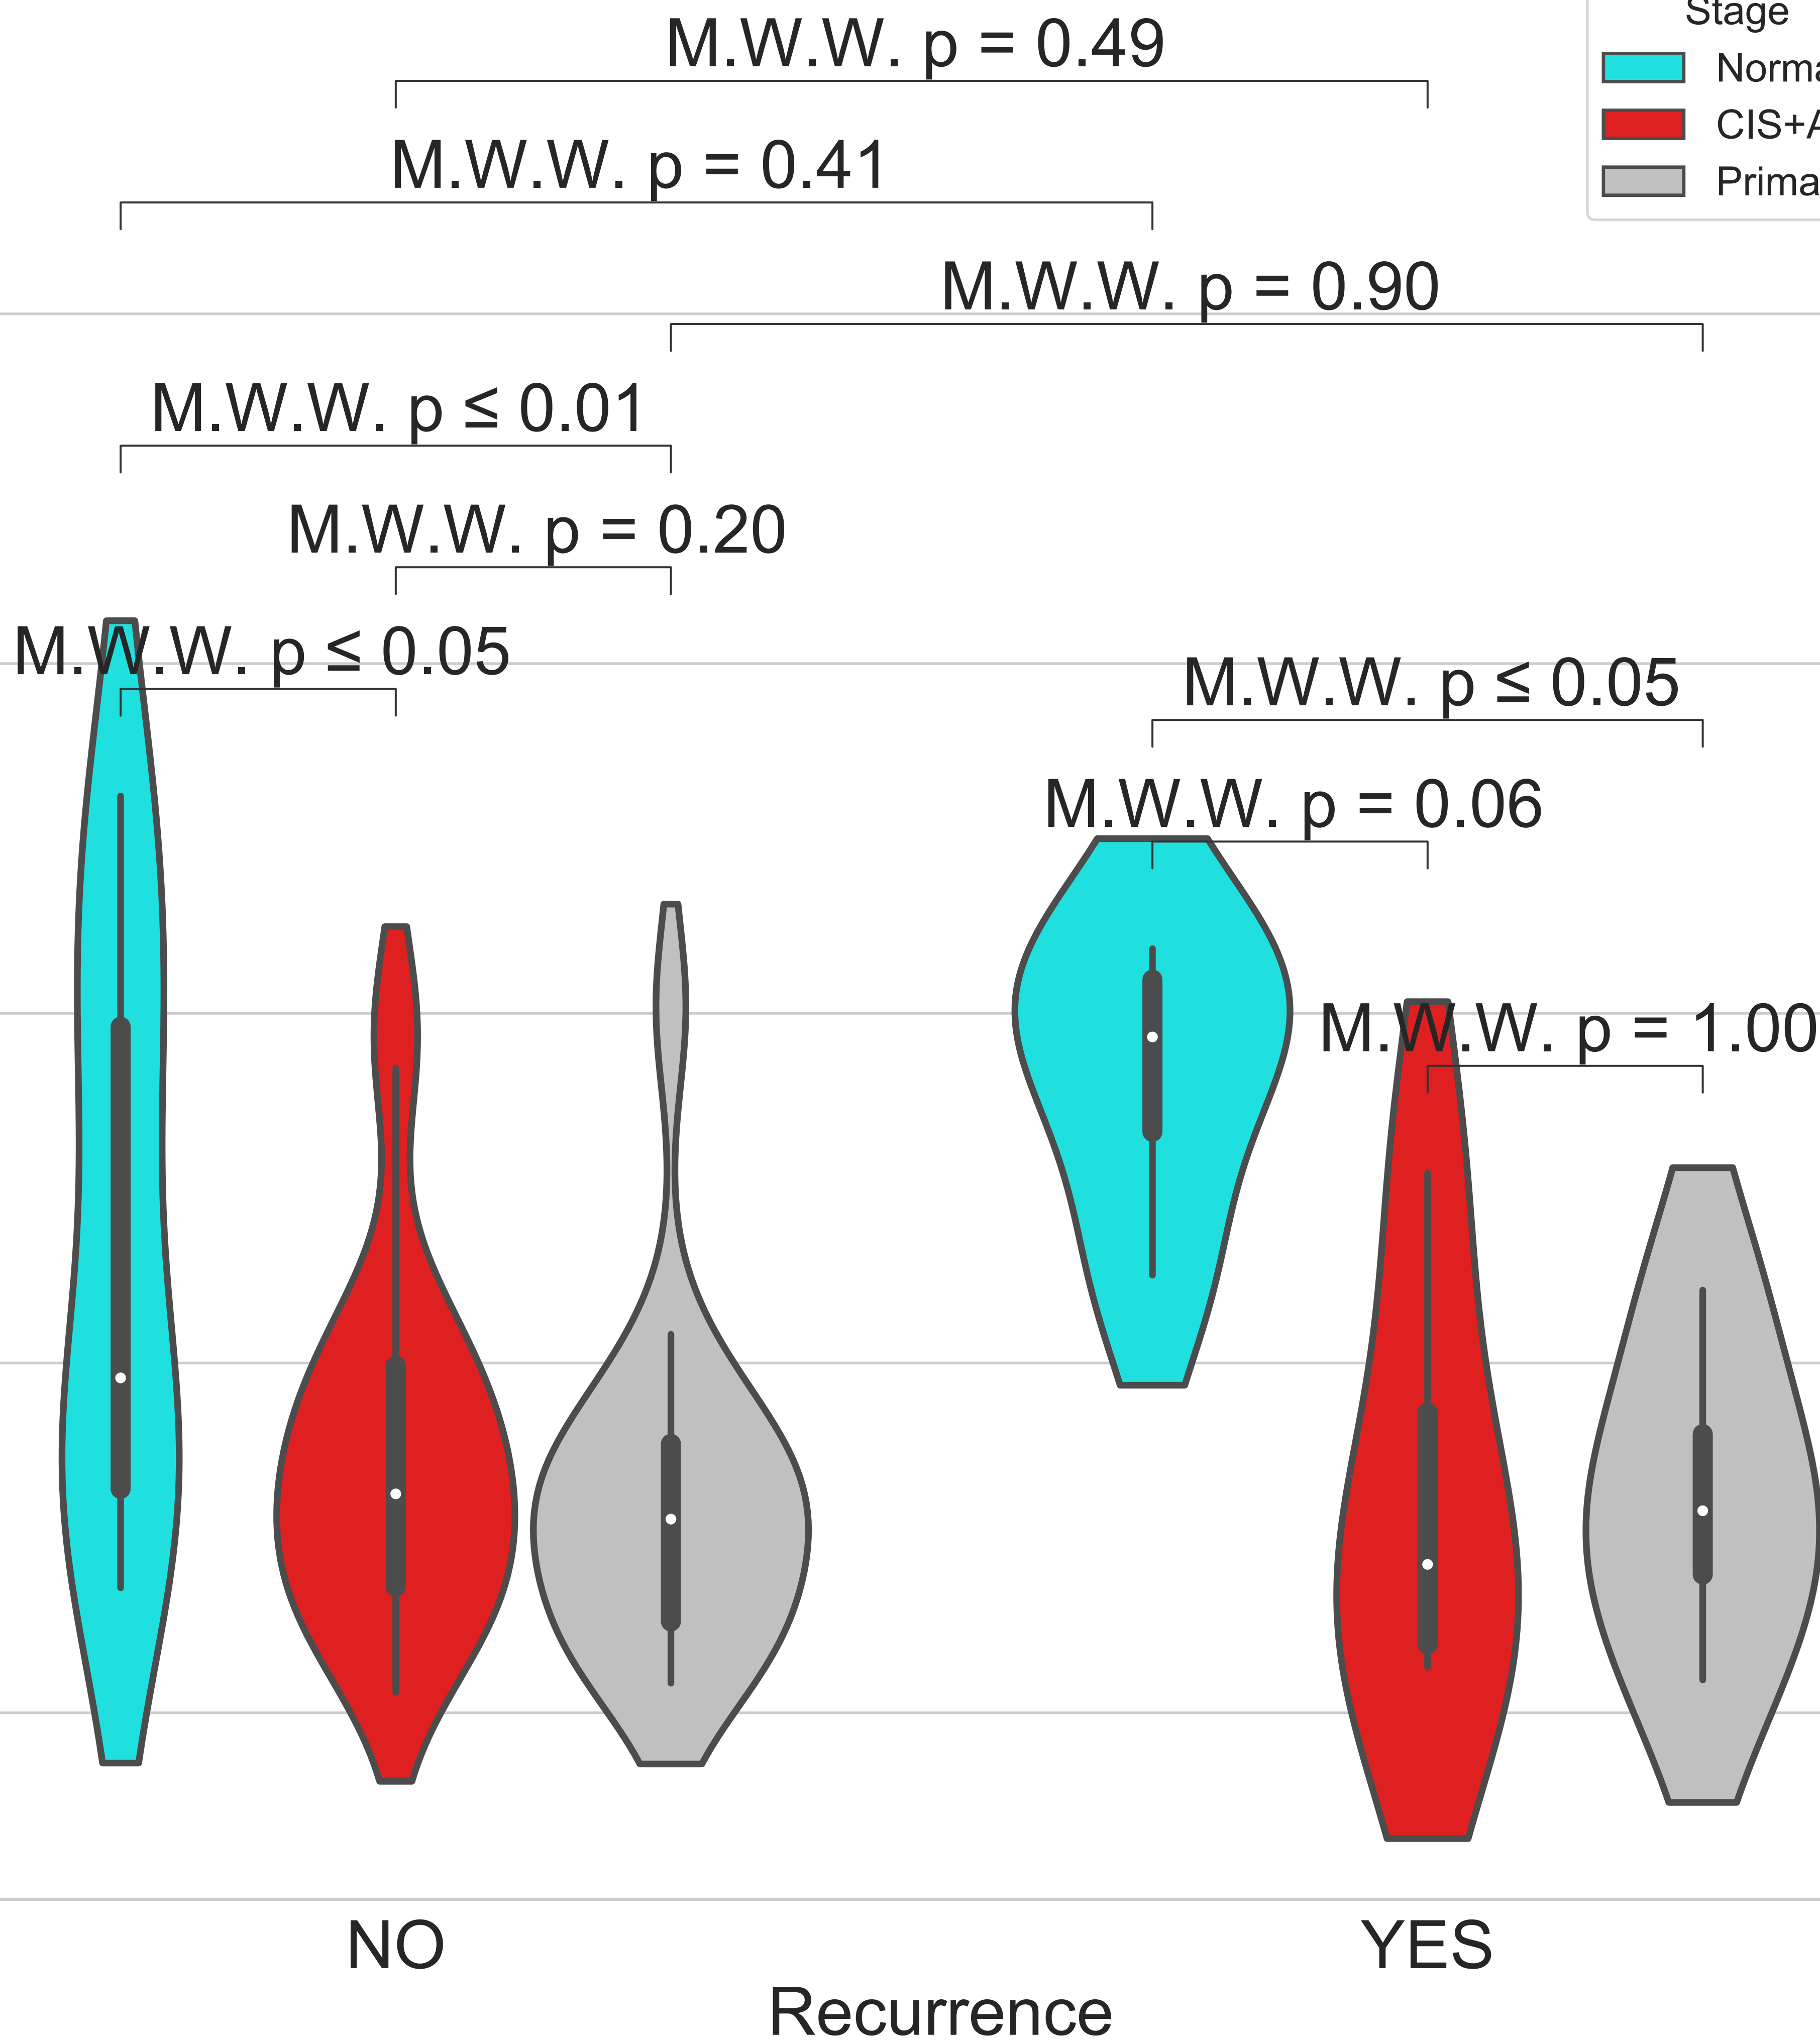 Stage
M.W.W. p = 0.49
Norma
CIS+A
M.W.W. p = 0.41
Prima
M.W.W. p = 0.90
M.W.W. p ≤ 0.01
M.W.W. p = 0.20
M.W.W. p ≤ 0.05
M.W.W. p ≤ 0.05
M.W.W. p = 0.06
M.W.W. p = 1.00
NO
YES
Recurrence